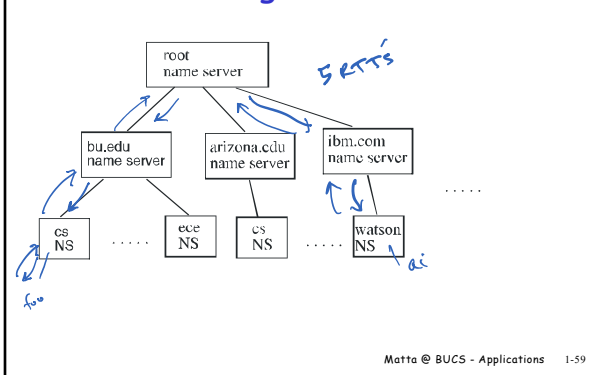 root
name server
5 RTT's
bu.edu
name server
arizona.edu
name server
ibm.com
name server
.....
cs
NS
.....
ece
NS
cs
NS
.....
watson
NS
ai
foo
Matta @ BUCS - Applications 1-59